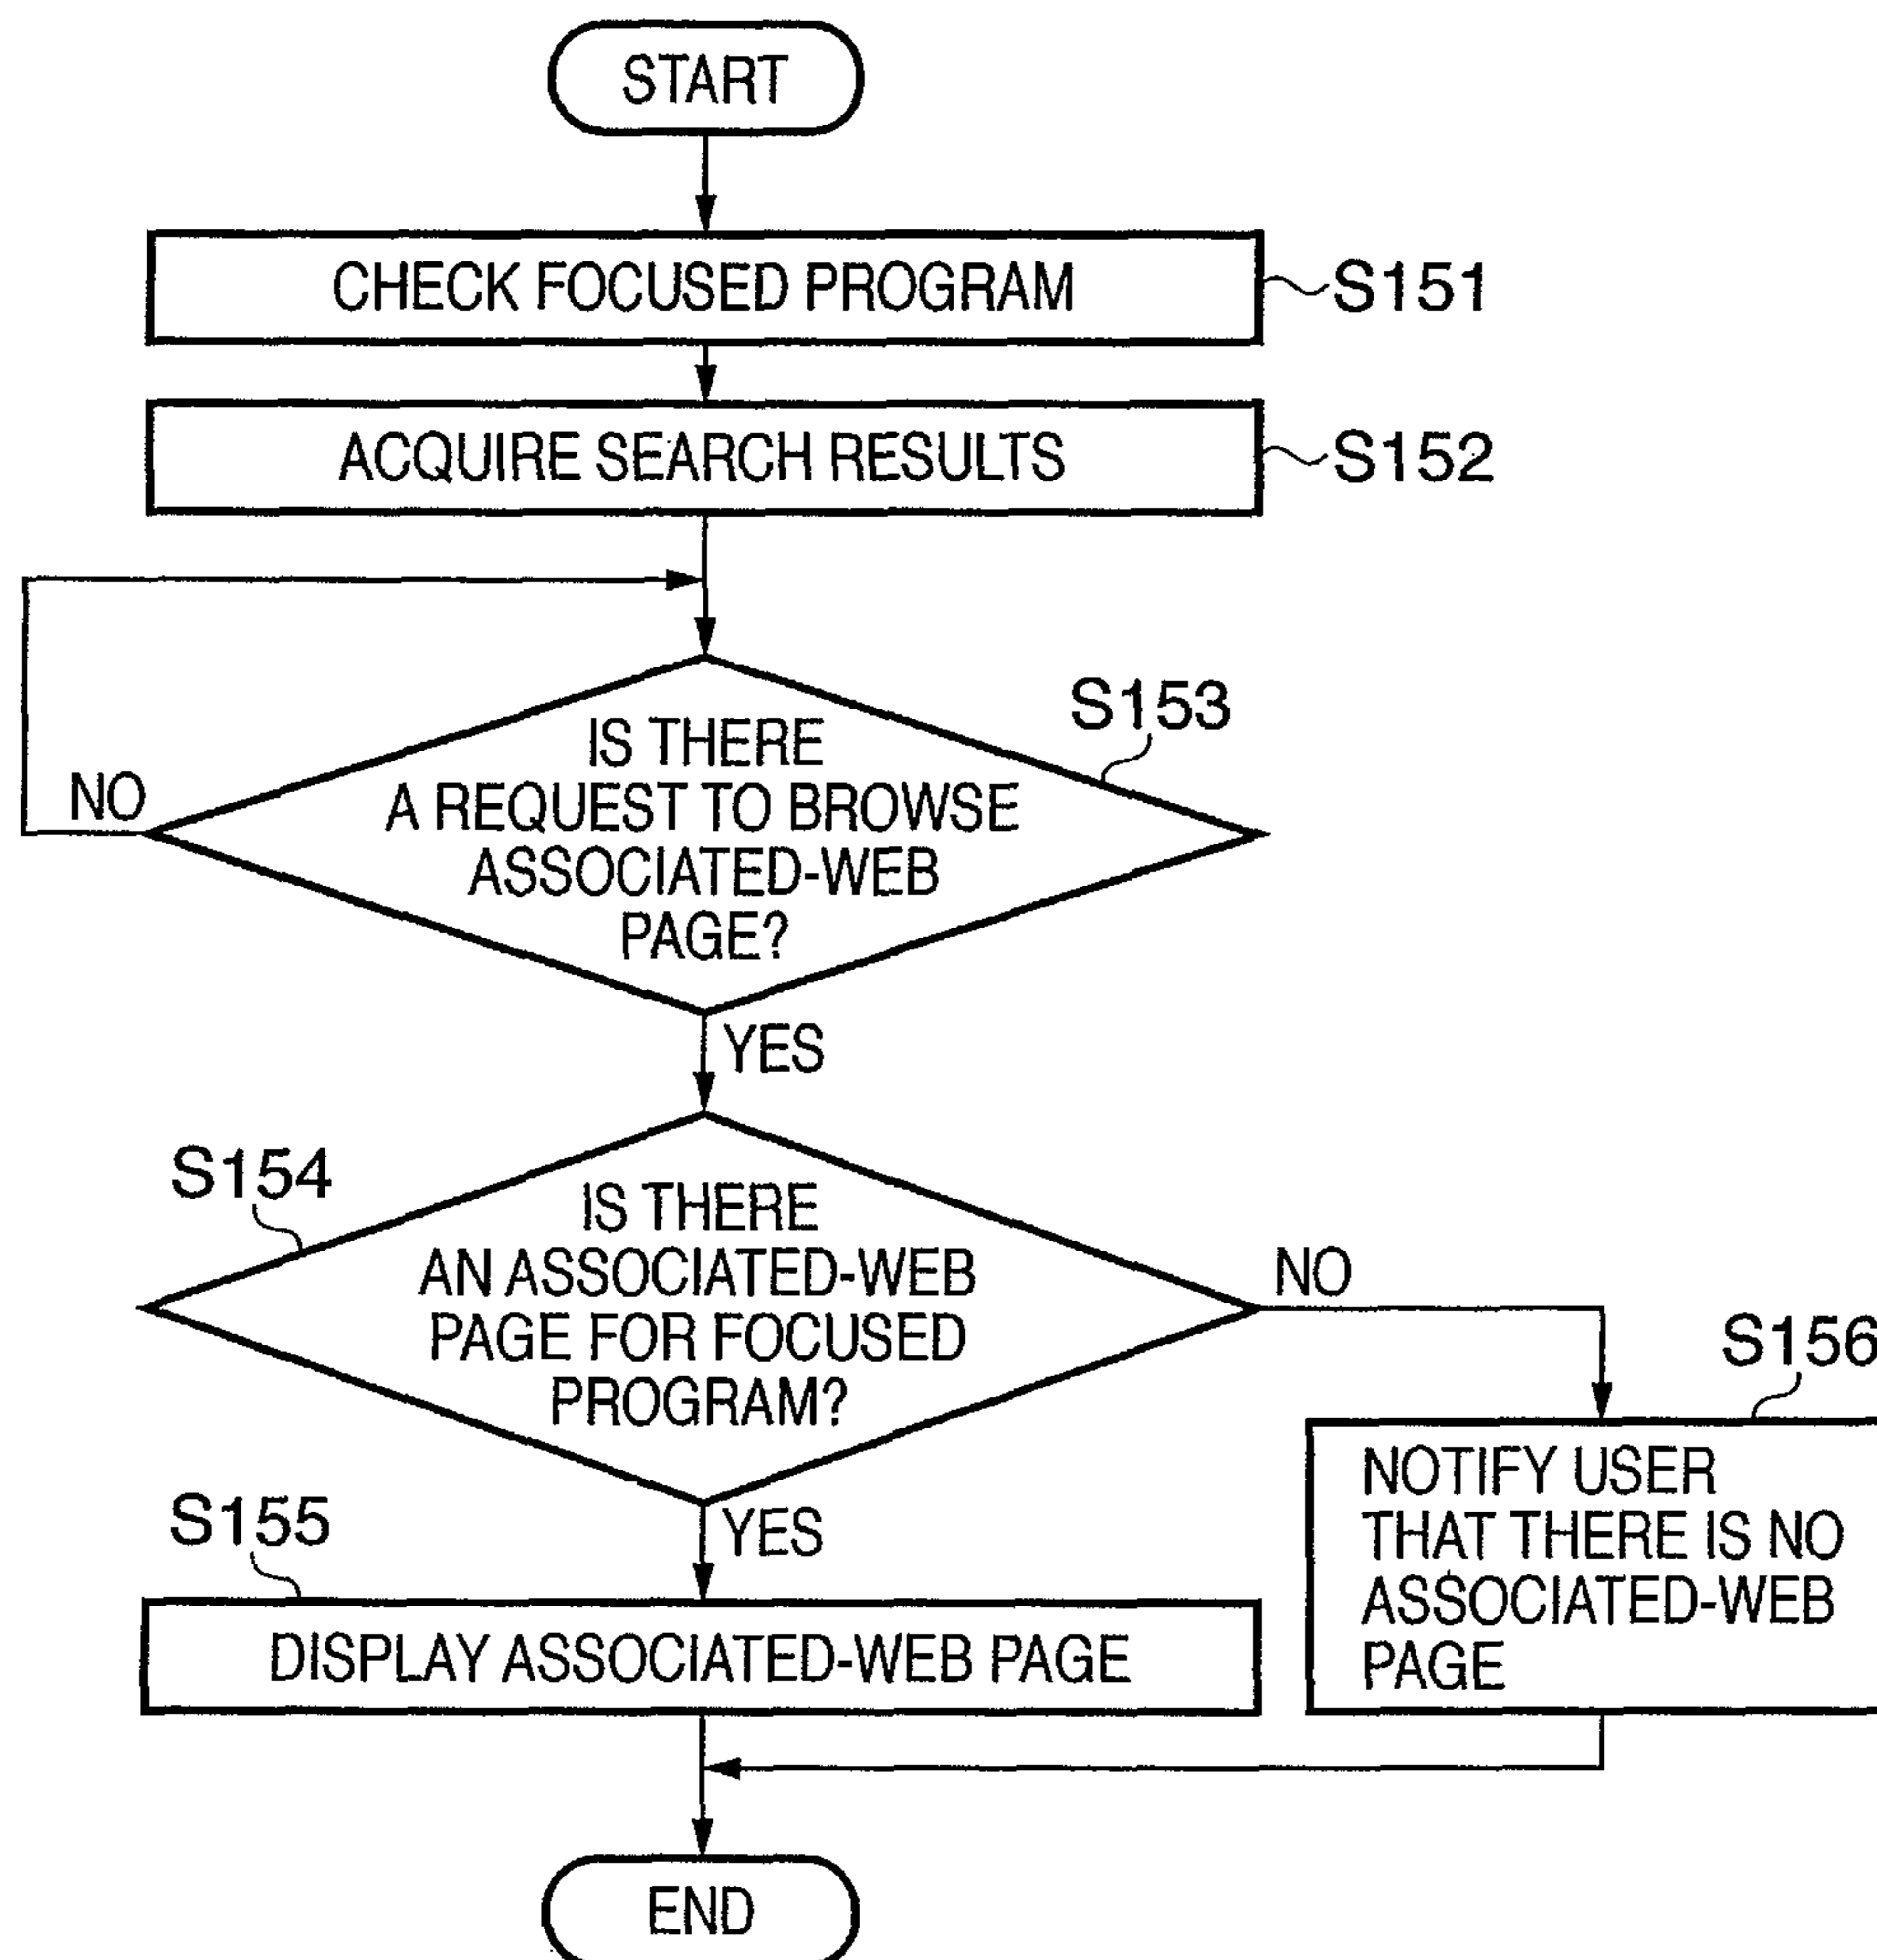 START
CHECK FOCUSED PROGRAM
S151
ACQUIRE SEARCH RESULTS
S152
S153
IS THERE
A REQUEST TO BROWSE
ASSOCIATED-WEB
PAGE?
NO
YES
S154
IS THERE
AN ASSOCIATED-WEB
PAGE FOR FOCUSED
PROGRAM?
NO
YES
S156
NOTIFY USER
THAT THERE IS NO
ASSOCIATED-WEB
PAGE
S155
DISPLAY ASSOCIATED-WEB PAGE
END